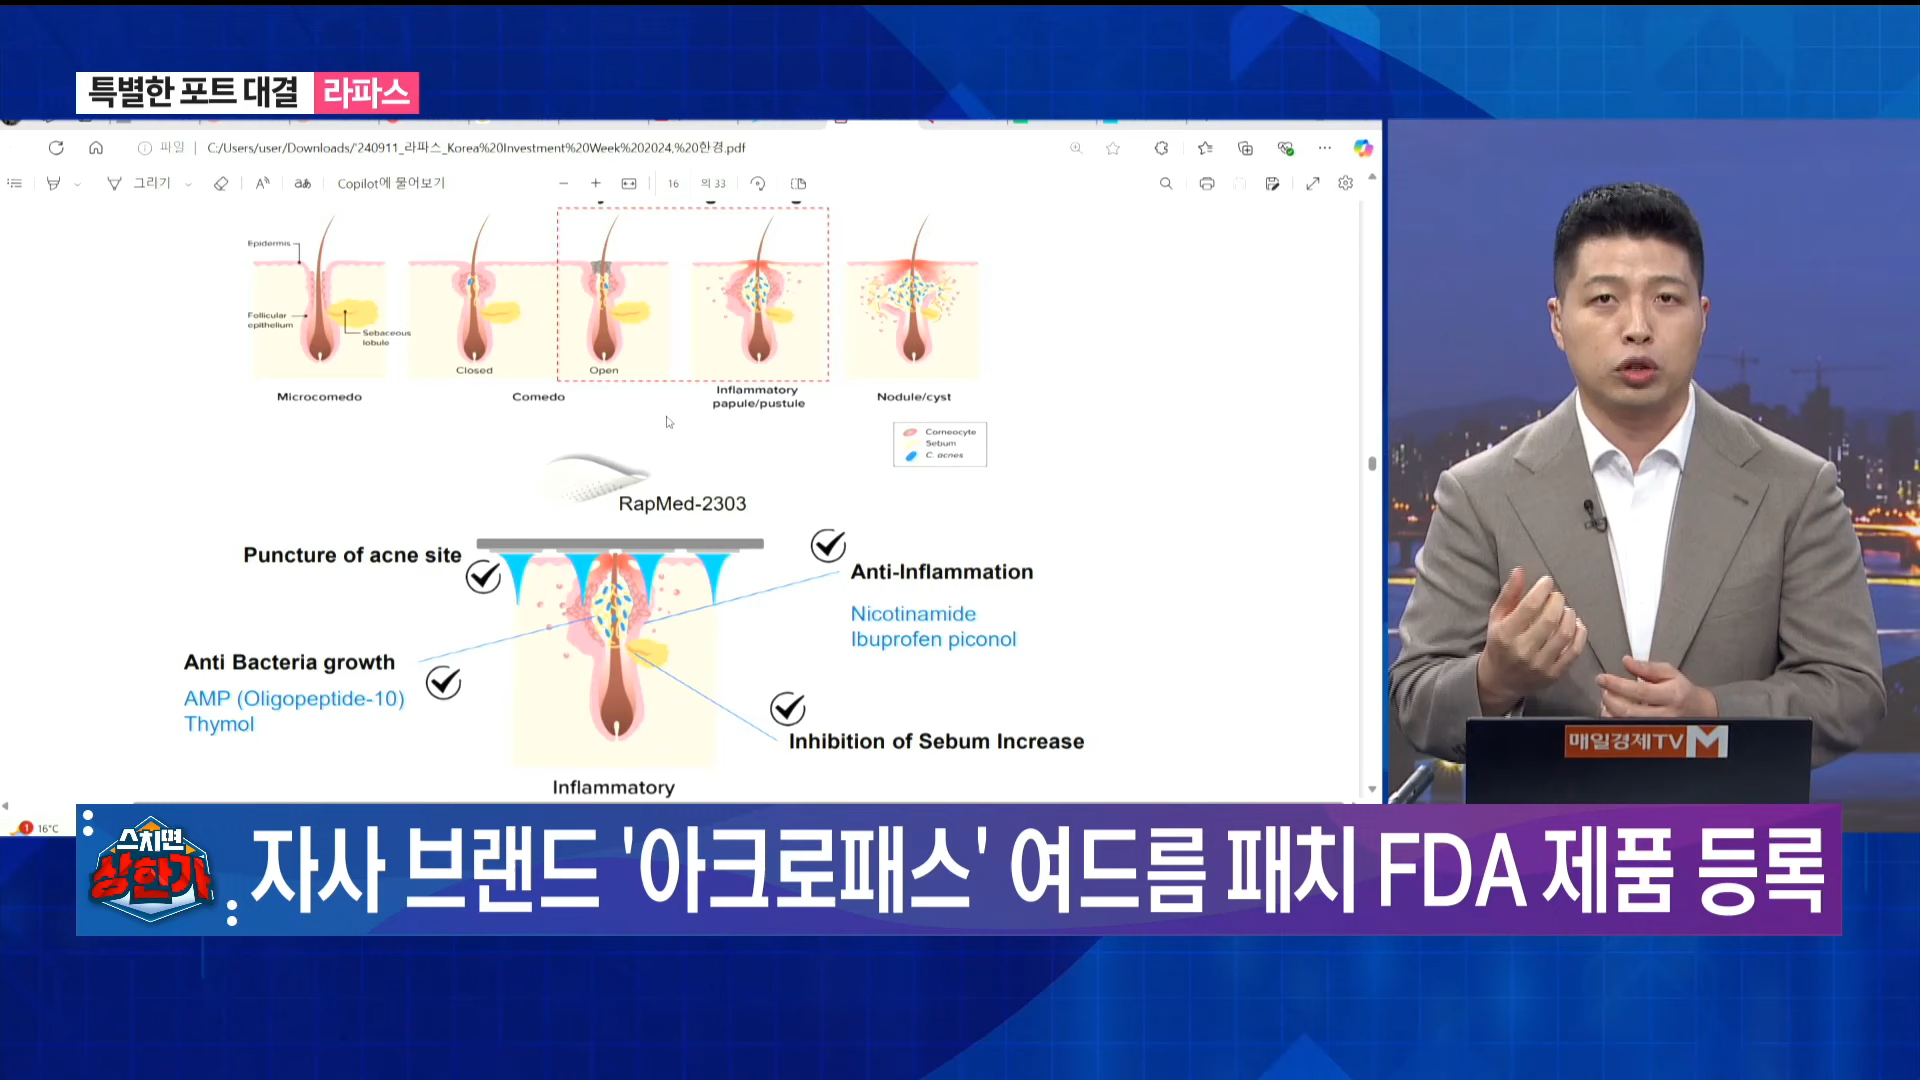 특별한 포트 대결 라파스
파일 C:/Users/user/Downloads/'240911_라파스_Korea%20Investment%20Week%202024,%20한경.pdf
그리기 aあ Copilot에 물어보기 16 의 33
Epidermis
Follicular epithelium
Sebaceous lobule
Closed
Open
Microcomedo
Comedo
Inflammatory papule/pustule
Nodule/cyst
Corneocyte
Sebum
C. acnes
RapMed-2303
Puncture of acne site
Anti-Inflammation
Nicotinamide
Ibuprofen piconol
Anti Bacteria growth
AMP (Oligopeptide-10)
Thymol
Inhibition of Sebum Increase
Inflammatory
매일경제TV M
1 16°C
스치면
상한가
자사 브랜드 '아크로패스' 여드름 패치 FDA 제품 등록